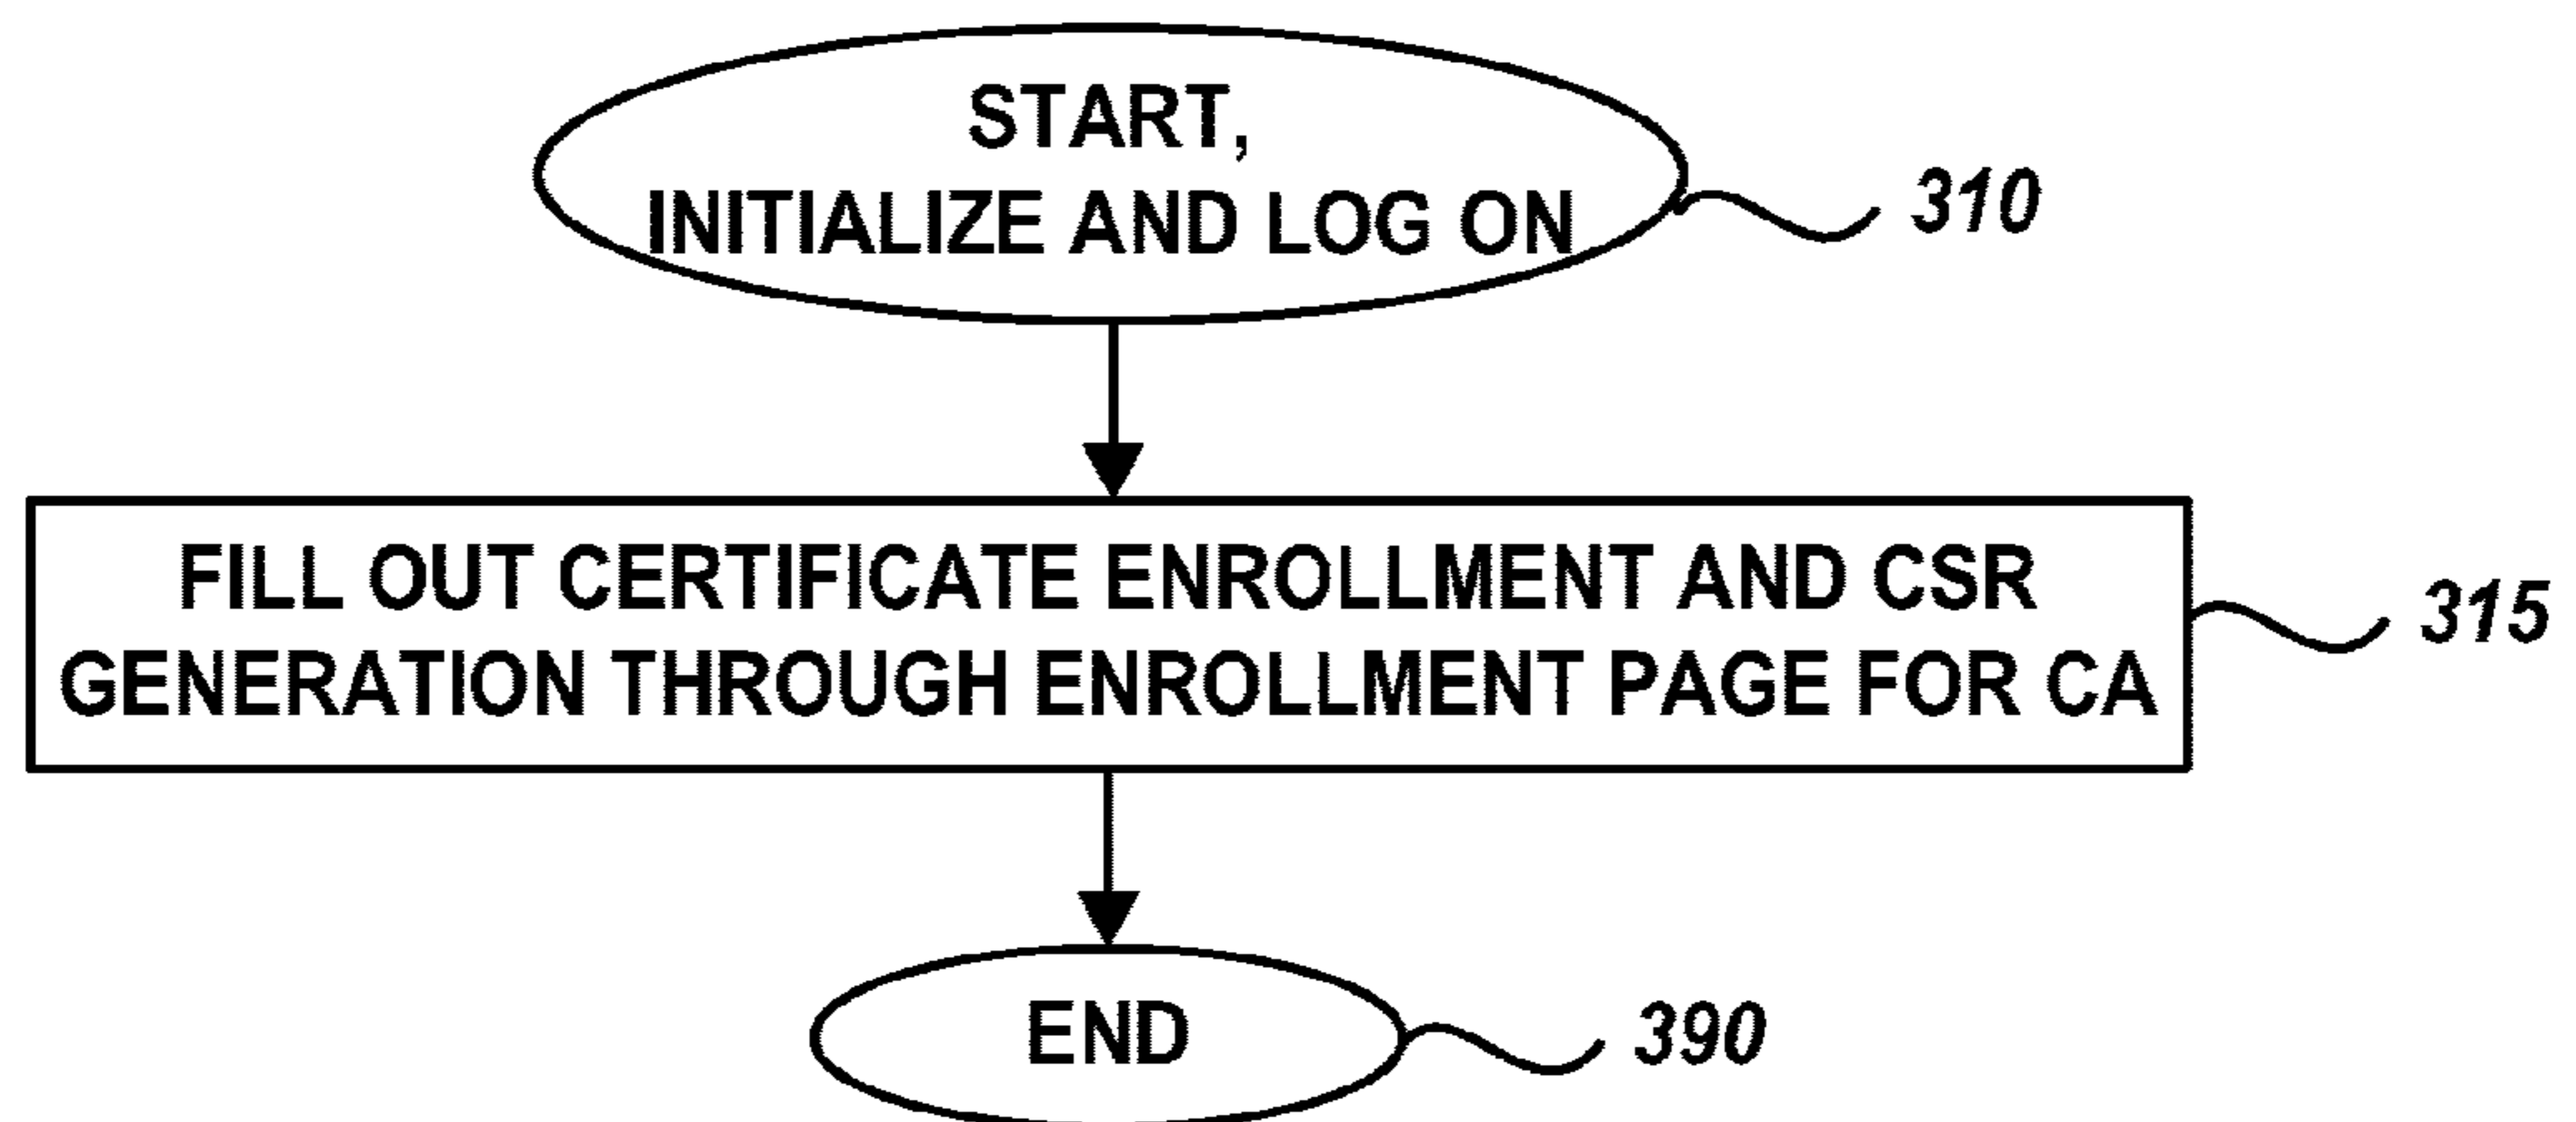 START,
INITIALIZE AND LOG ON
310
FILL OUT CERTIFICATE ENROLLMENT AND CSR
GENERATION THROUGH ENROLLMENT PAGE FOR CA
315
END
390